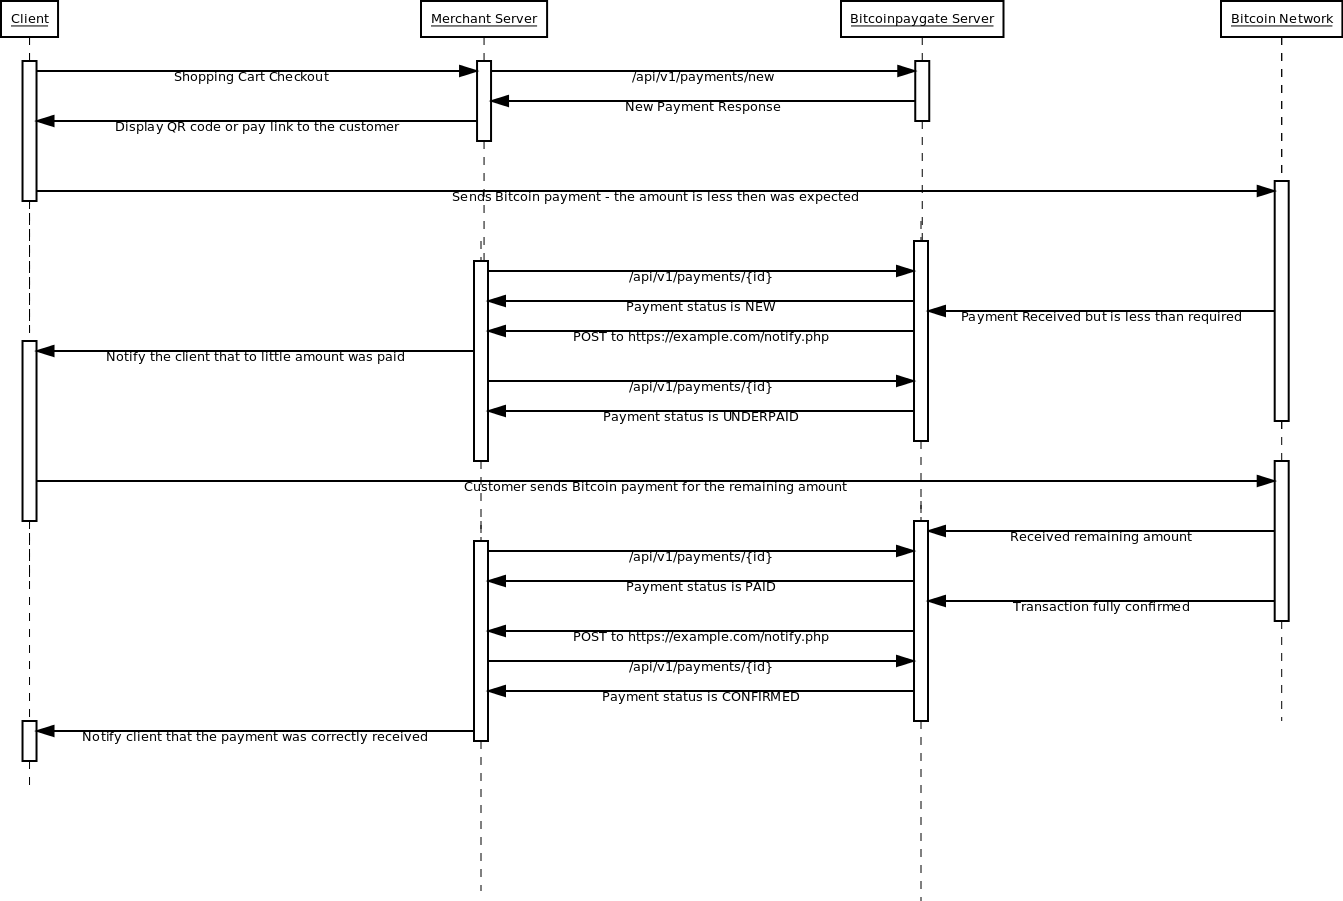 Client
Merchant Server
Bitcoinpaygate Server
Bitcoin Network
Shopping Cart Checkout
/api/v1/payments/new
New Payment Response
Display QR code or pay link to the customer
Sends Bitcoin payment - the amount is less then was expected
/api/v1/payments/{id}
Payment status is NEW
Payment Received but is less than required
POST to https://example.com/notify.php
Notify the client that to little amount was paid
/api/v1/payments/{id}
Payment status is UNDERPAID
Customer sends Bitcoin payment for the remaining amount
Received remaining amount
/api/v1/payments/{id}
Payment status is PAID
Transaction fully confirmed
POST to https://example.com/notify.php
/api/v1/payments/{id}
Payment status is CONFIRMED
Notify client that the payment was correctly received